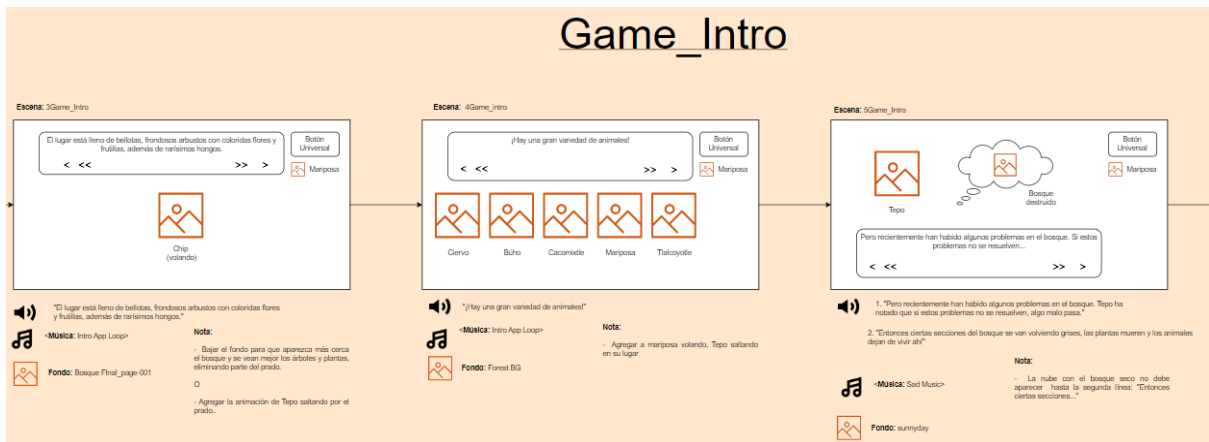 Game_Intro
Escena: 3Game_Intro
El lugar está lleno de bellotas, frondosos arbustos con coloridas flores y
frutillas, además de rarísimos hongos.
< <<
>> >
Botón
Universal
Mariposa
Chip
(volando)
"El lugar está lleno de bellotas, frondosos arbustos con coloridas flores
y frutillas, además de rarísimos hongos."
<Música: Intro App Loop>
Fondo: Bosque FInal_page-001
Nota:
- Bajar el fondo para que aparezca más cerca
el bosque y se vean mejor los árboles y plantas,
eliminando parte del prado.
O
- Agregar la animación de Tepo saltando por el
prado..
Escena: 4Game_intro
¡Hay una gran variedad de animales!
< <<
>> >
Botón
Universal
Mariposa
Ciervo
Búho
Cacomixtle
Mariposa
Tlalcoyotle
"¡Hay una gran variedad de animales!"
<Música: Intro App Loop>
Fondo: Forest BG
Nota:
- Agregar a mariposa volando, Tepo saltando
en su lugar
Escena: 5Game_Intro
Botón
Universal
Mariposa
Tepo
Bosque
destruido
Pero recientemente han habido algunos problemas en el bosque. Si estos
problemas no se resuelven...
< <<
>> >
1. "Pero recientemente han habido algunos problemas en el bosque. Tepo ha
notado que si estos problemas no se resuelven, algo malo pasa."
2. "Entonces ciertas secciones del bosque se van volviendo grises, las plantas mueren y los animales
dejan de vivir ahí"
Nota:
- La nube con el bosque seco no debe
aparecer hasta la segunda línea: "Entonces
ciertas secciones..."
<Música: Sad Music>
Fondo: sunnyday